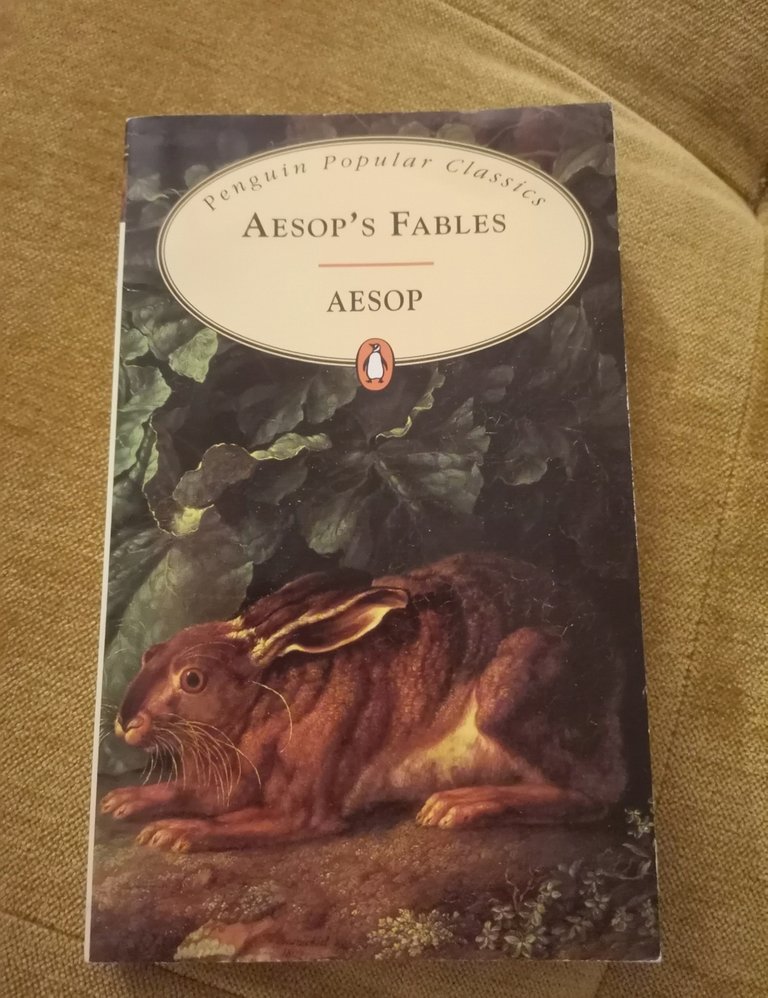 Penguin Popular Classics
AESOP'S FABLES
AESOP